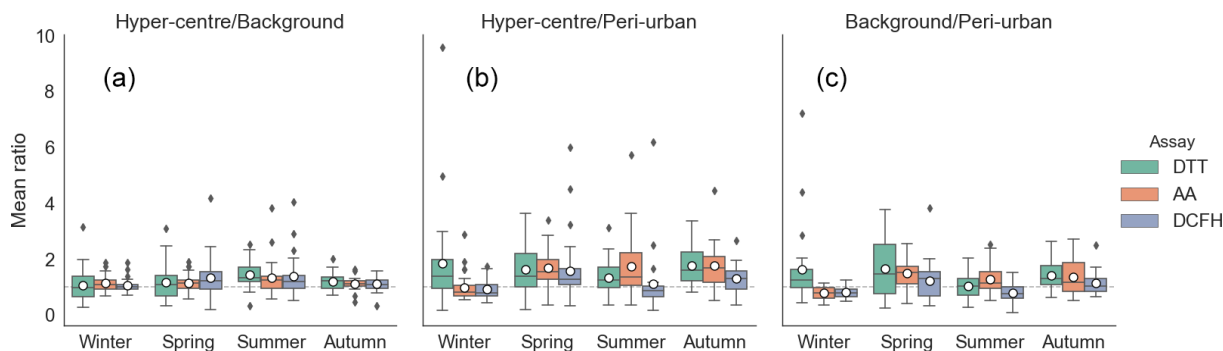 Hyper-centre/Background
Hyper-centre/Peri-urban
Background/Peri-urban
Mean ratio
10
8
6
4
2
0
(a)
(b)
(c)
Winter Spring Summer Autumn
Winter Spring Summer Autumn
Winter Spring Summer Autumn
Assay
DTT
AA
DCFH